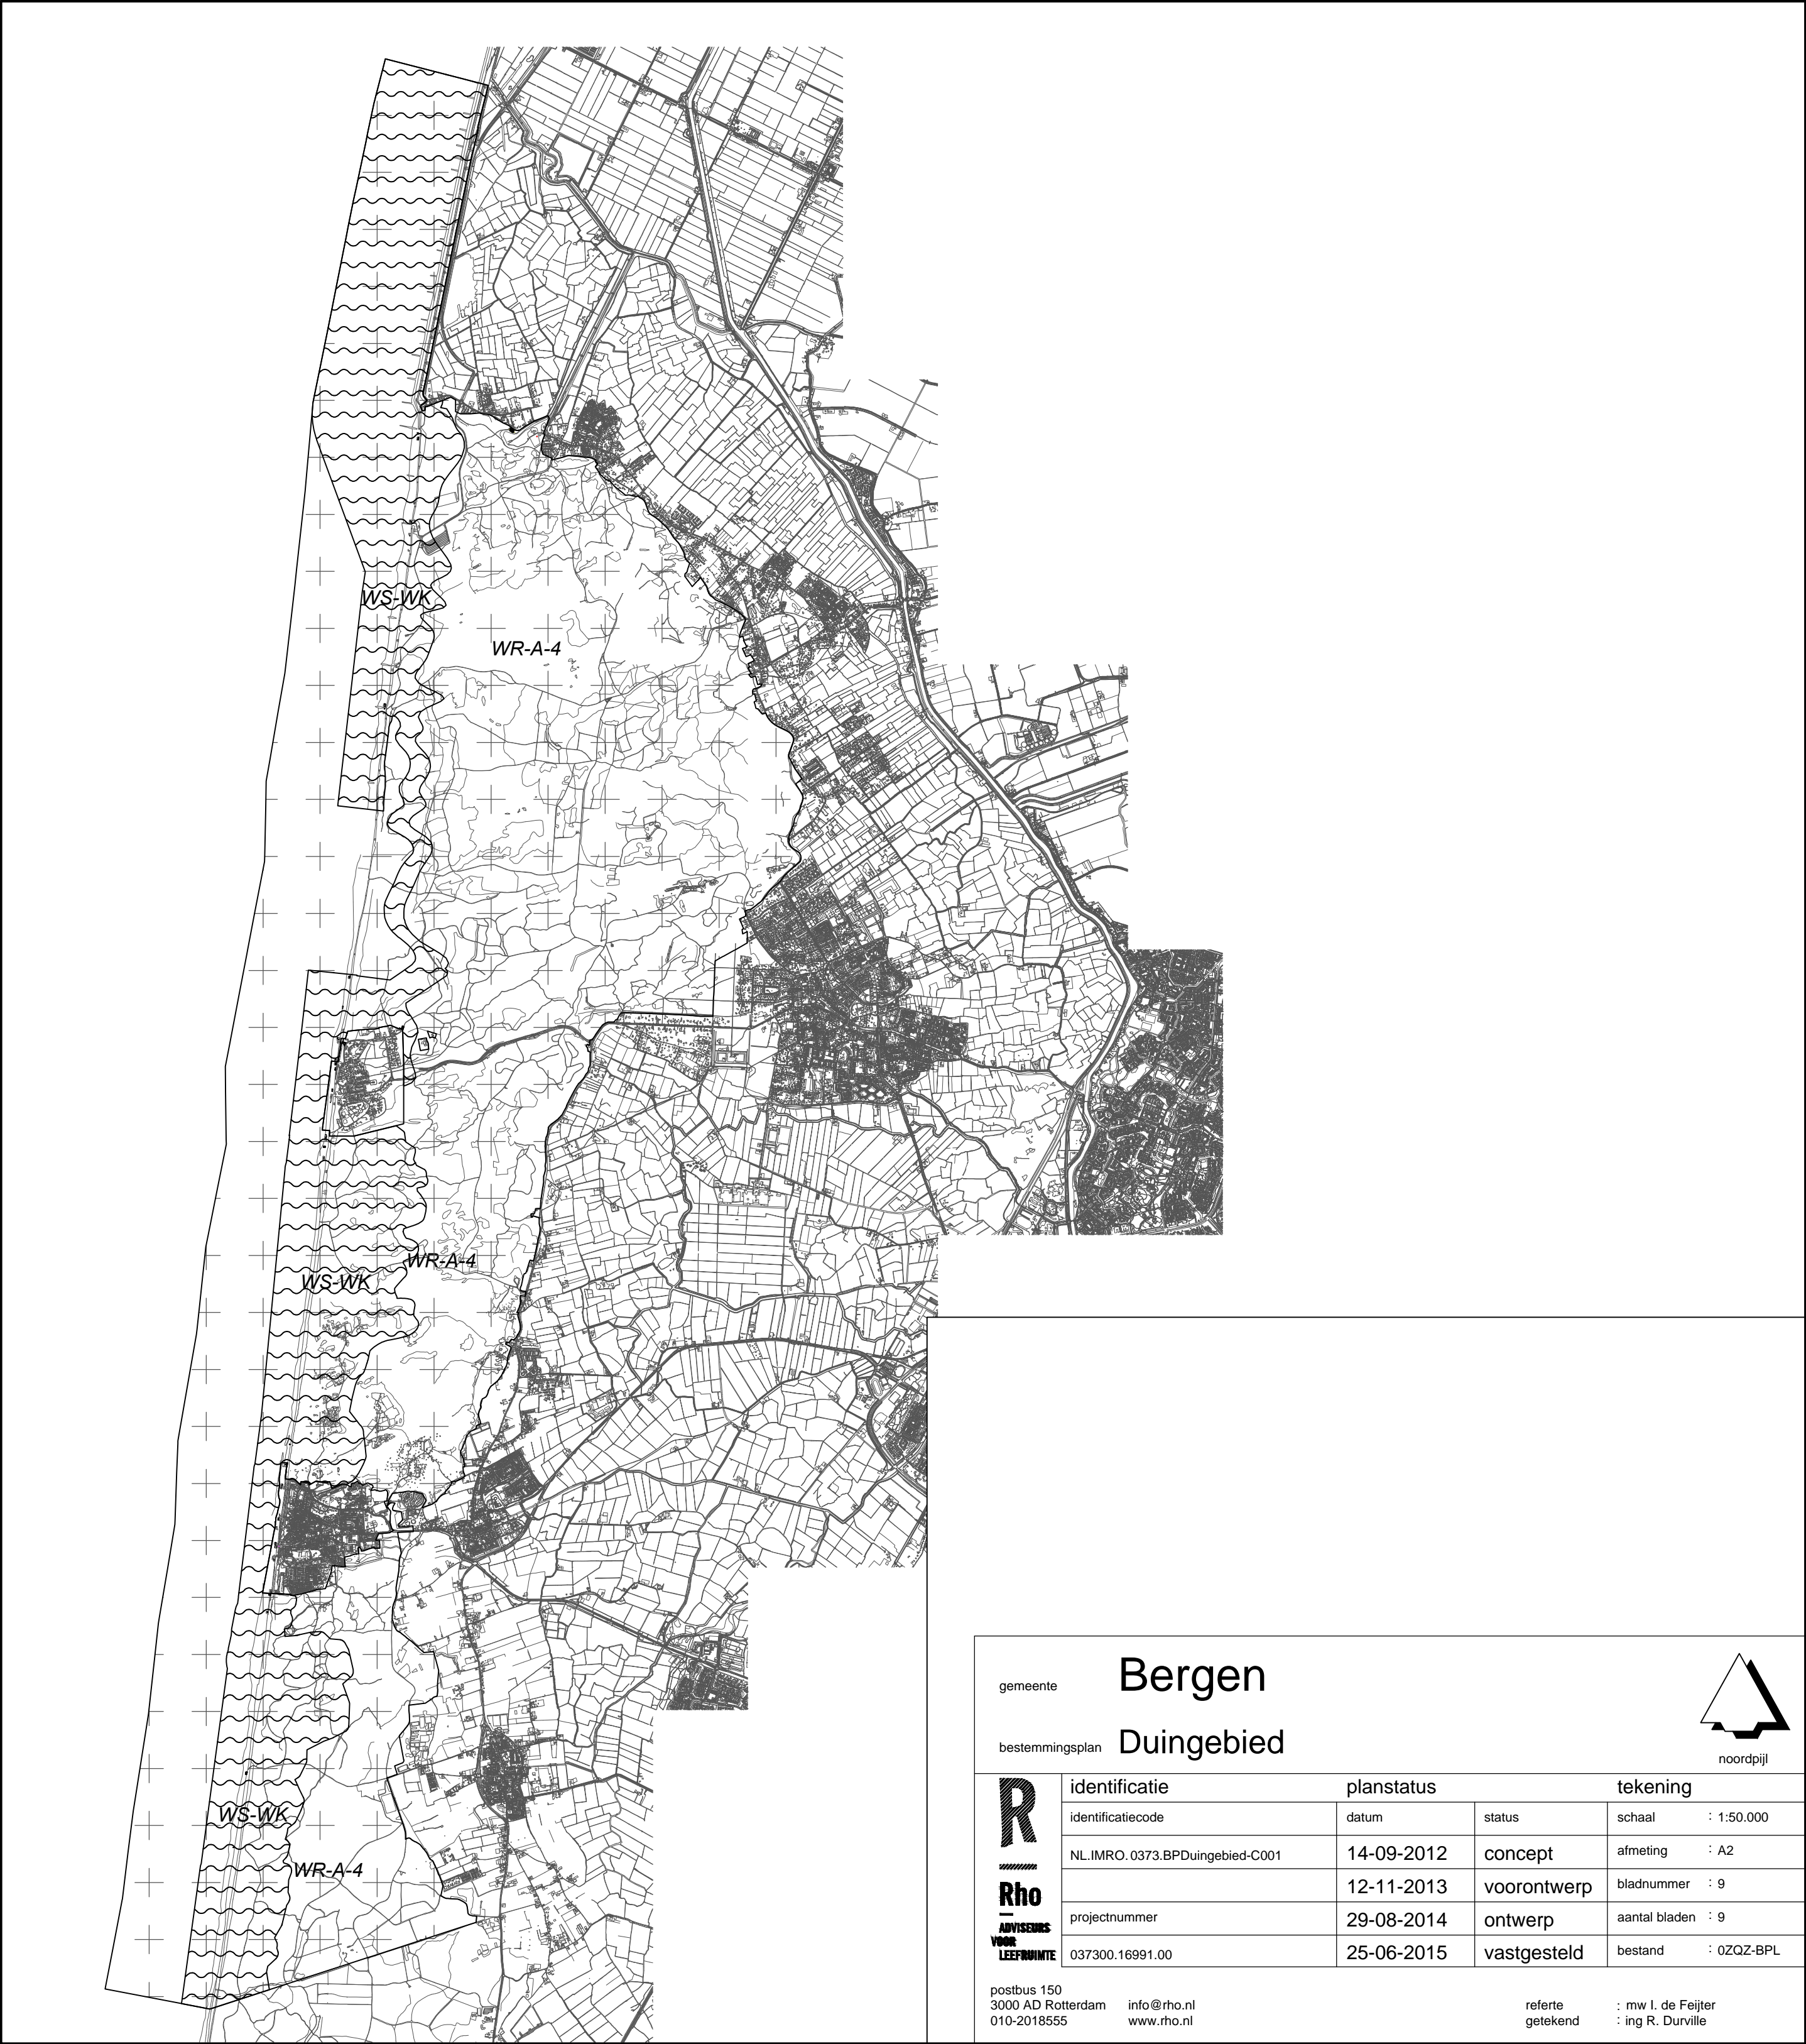 WS-WK
WR-A-4
WR-A-4
WS-WK
WS-WK
WR-A-4
gemeente Bergen
bestemmingsplan Duingebied
noordpijl
identificatie planstatus tekening
identificatiecode datum status schaal : 1:50.000
NL.IMRO.0373.BPDuingebied-C001 14-09-2012 concept afmeting : A2
12-11-2013 voorontwerp bladnummer : 9
projectnummer 29-08-2014 ontwerp aantal bladen : 9
037300.16991.00 25-06-2015 vastgesteld bestand : 0ZQZ-BPL
R
Rho
ADVISEURS
VOOR
LEEFRUIMTE
postbus 150
3000 AD Rotterdam info@rho.nl referte : mw I. de Feijter
010-2018555 www.rho.nl getekend : ing R. Durville